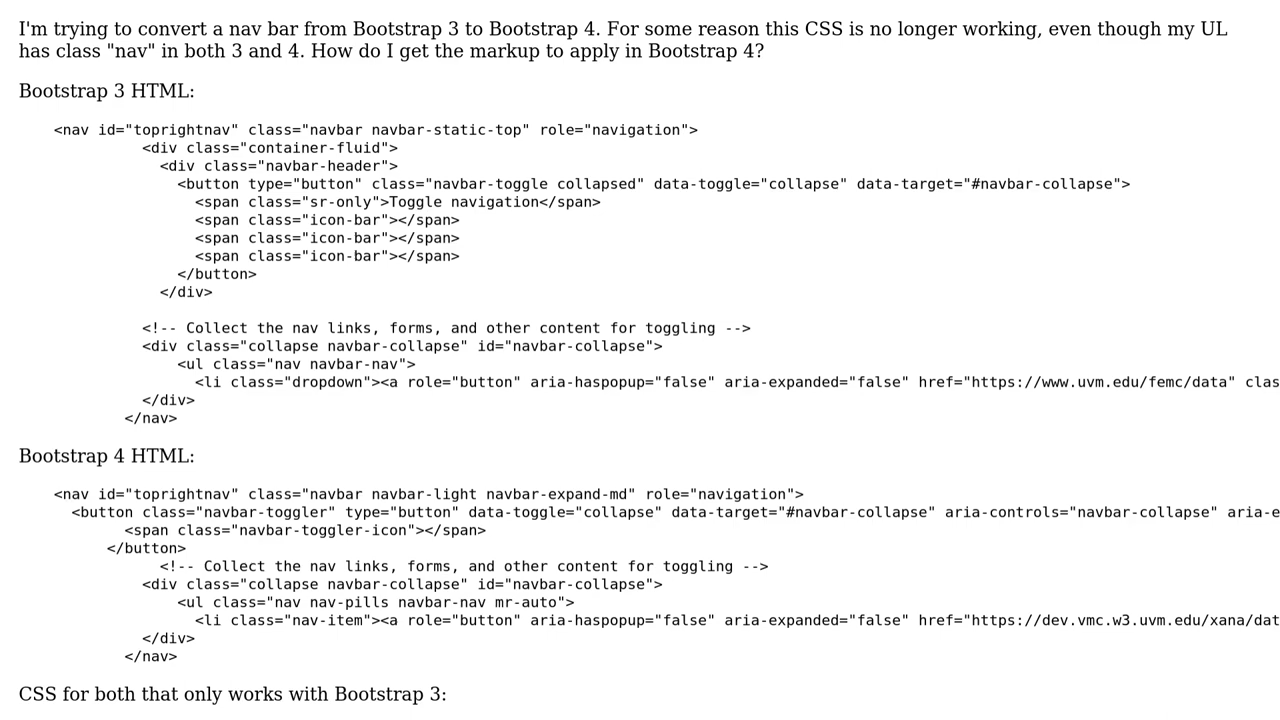 I'm trying to convert a nav bar from Bootstrap 3 to Bootstrap 4. For some reason this CSS is no longer working, even though my UL
has class "nav" in both 3 and 4. How do I get the markup to apply in Bootstrap 4?
Bootstrap 3 HTML:
<nav id="toprightnav" class="navbar navbar-static-top" role="navigation">
<div class="container-fluid">
<div class="navbar-header">
<button type="button" class="navbar-toggle collapsed" data-toggle="collapse" data-target="#navbar-collapse">
<span class="sr-only">Toggle navigation</span>
<span class="icon-bar"></span>
<span class="icon-bar"></span>
<span class="icon-bar"></span>
</button>
</div>
<!-- Collect the nav links, forms, and other content for toggling -->
<div class="collapse navbar-collapse" id="navbar-collapse">
<ul class="nav navbar-nav">
<li class="dropdown"><a role="button" aria-haspopup="false" aria-expanded="false" href="https://www.uvm.edu/femc/data" clas
</div>
</nav>
Bootstrap 4 HTML:
<nav id="toprightnav" class="navbar navbar-light navbar-expand-md" role="navigation">
<button class="navbar-toggler" type="button" data-toggle="collapse" data-target="#navbar-collapse" aria-controls="navbar-collapse" aria-e
<span class="navbar-toggler-icon"></span>
</button>
<!-- Collect the nav links, forms, and other content for toggling -->
<div class="collapse navbar-collapse" id="navbar-collapse">
<ul class="nav nav-pills navbar-nav mr-auto">
<li class="nav-item"><a role="button" aria-haspopup="false" aria-expanded="false" href="https://dev.vmc.w3.uvm.edu/xana/dat
</div>
</nav>
CSS for both that only works with Bootstrap 3: